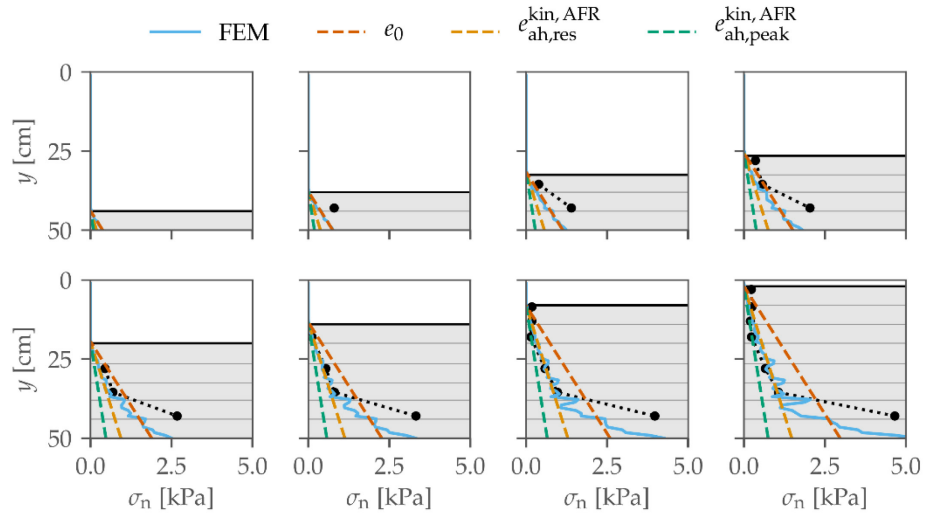 FEM e₀ e^{kin, AFR}_{ah,res} e^{kin, AFR}_{ah,peak}
0
25
50
y [cm]
0
25
50
y [cm]
0.0 2.5 5.0 0.0 2.5 5.0 0.0 2.5 5.0 0.0 2.5 5.0
σₙ [kPa] σₙ [kPa] σₙ [kPa] σₙ [kPa]